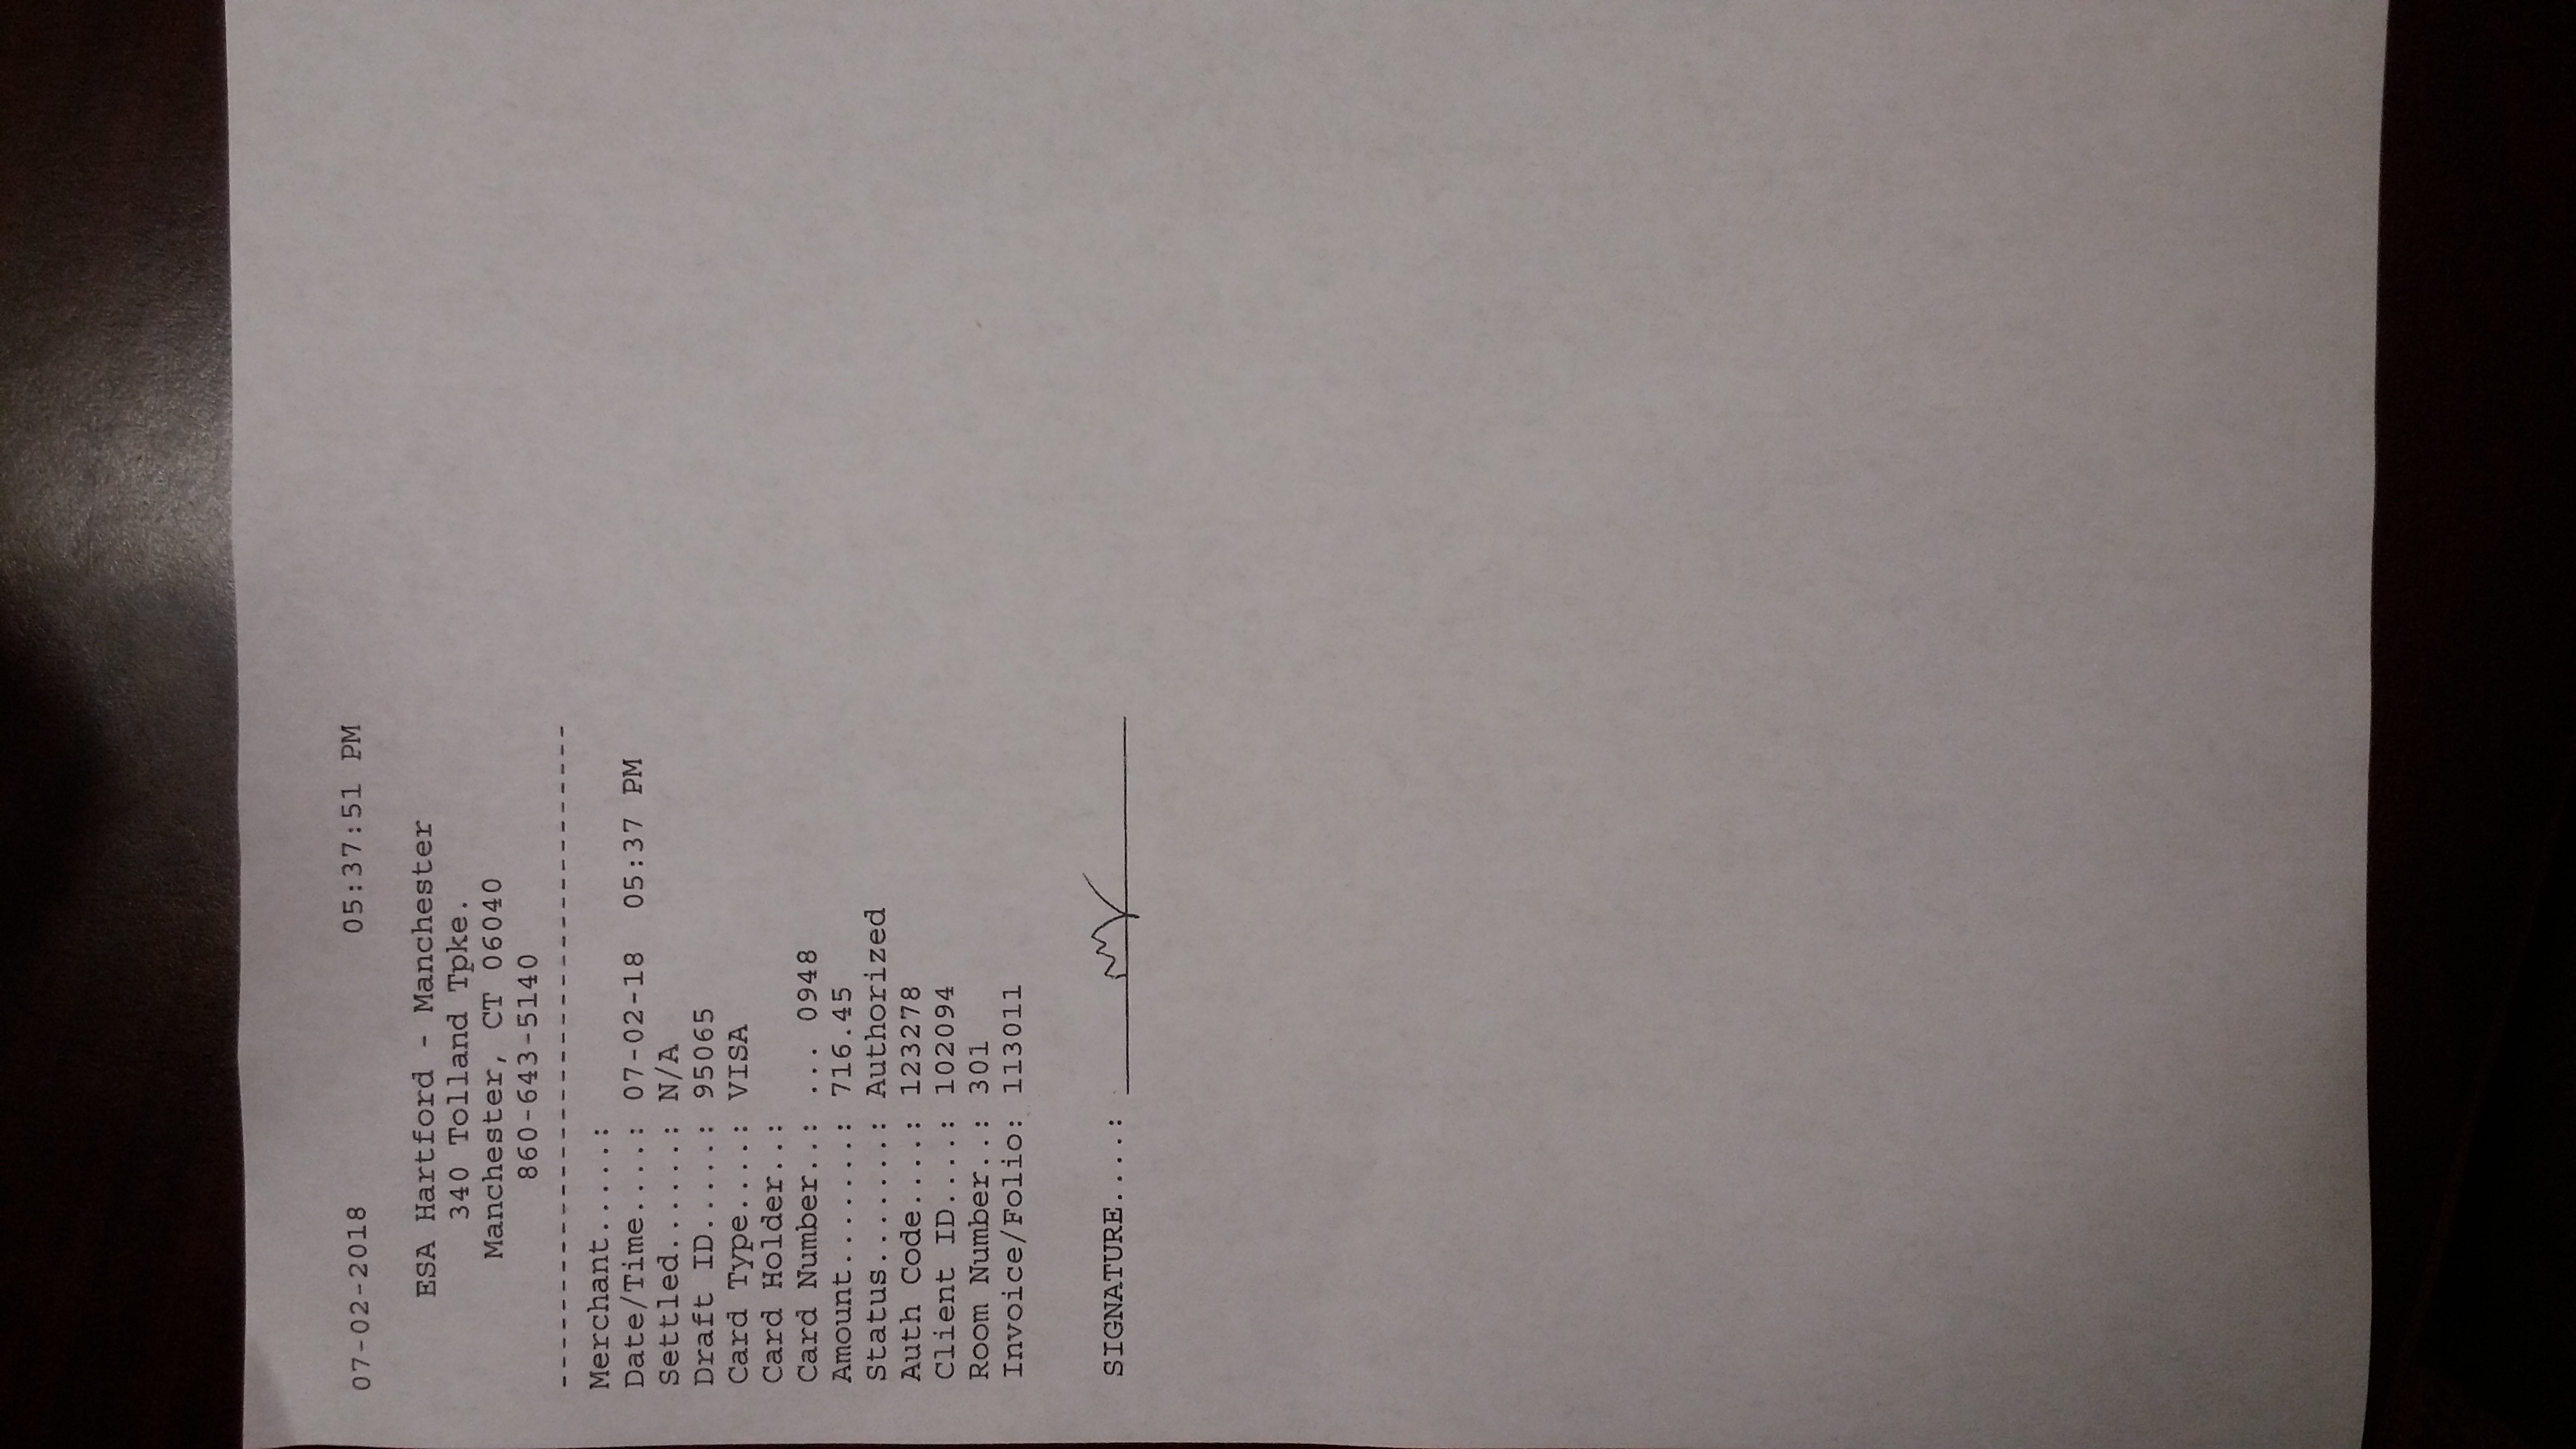 07-02-2018 05:37:51 PM
ESA Hartford - Manchester
340 Tolland Tpke.
Manchester, CT 06040
860-643-5140
-----------------------------------
Merchant.....:
Date/Time....: 07-02-18 05:37 PM
Settled......: N/A
Draft ID.....: 95065
Card Type....: VISA
Card Holder..:
Card Number..: ... 0948
Amount.......: 716.45
Status.......: Authorized
Auth Code....: 123278
Client ID....: 102094
Room Number..: 301
Invoice/Folio: 113011
SIGNATURE....: